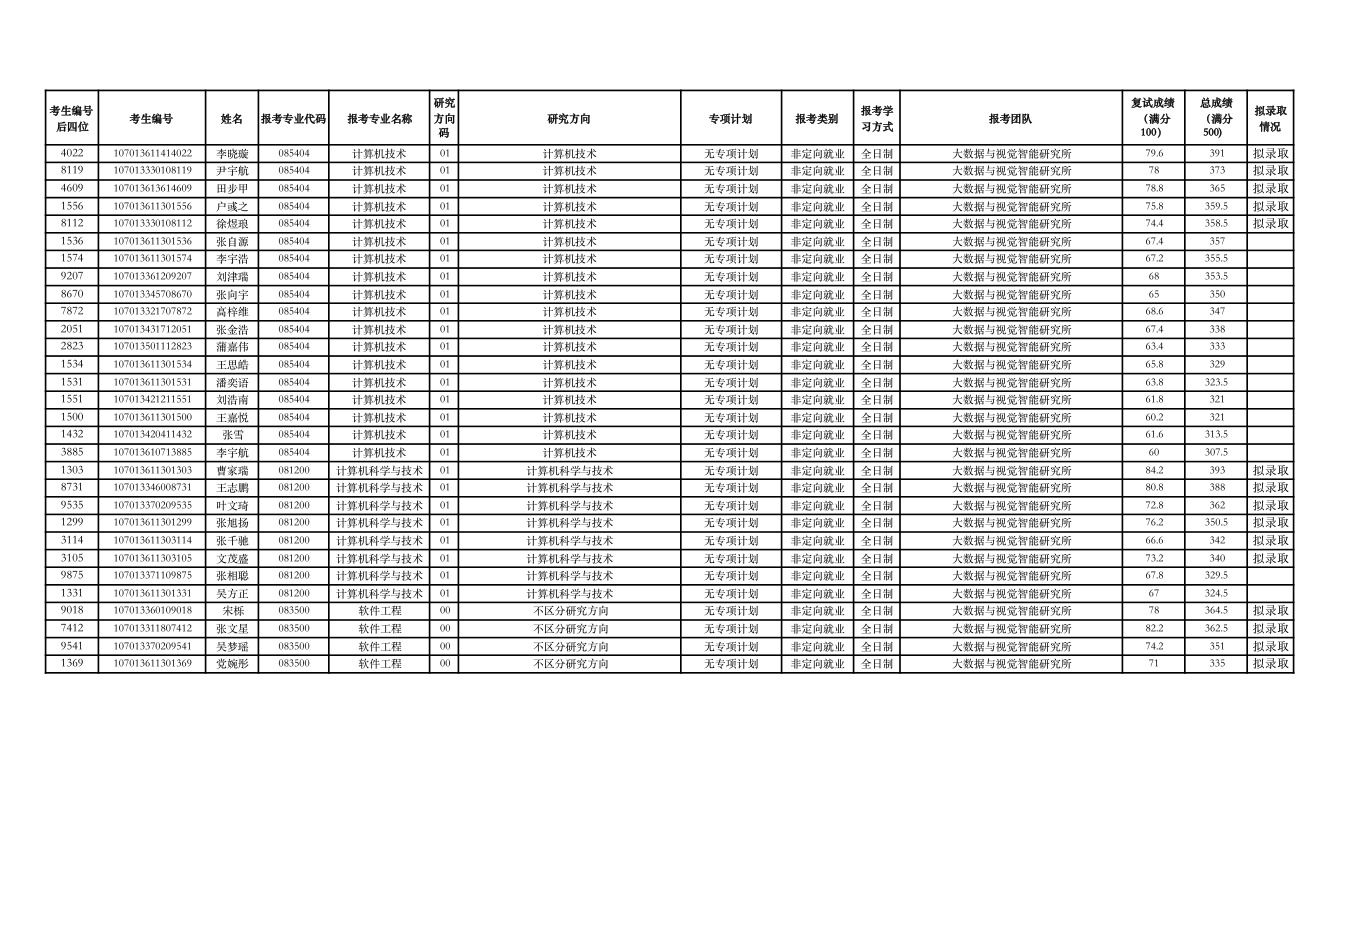 考生编号后四位 考生编号 姓名 报考专业代码 报考专业名称 研究方向码 研究方向 专项计划 报考类别 报考学习方式 报考团队 复试成绩（满分100） 总成绩（满分500) 拟录取情况
4022 107013611414022 李晓璇 085404 计算机技术 01 计算机技术 无专项计划 非定向就业 全日制 大数据与视觉智能研究所 79.6 391 拟录取
8119 107013330108119 尹宇航 085404 计算机技术 01 计算机技术 无专项计划 非定向就业 全日制 大数据与视觉智能研究所 78 373 拟录取
4609 107013613614609 田步甲 085404 计算机技术 01 计算机技术 无专项计划 非定向就业 全日制 大数据与视觉智能研究所 78.8 365 拟录取
1556 107013611301556 户彧之 085404 计算机技术 01 计算机技术 无专项计划 非定向就业 全日制 大数据与视觉智能研究所 75.8 359.5 拟录取
8112 107013330108112 徐煜琅 085404 计算机技术 01 计算机技术 无专项计划 非定向就业 全日制 大数据与视觉智能研究所 74.4 358.5 拟录取
1536 107013611301536 张自源 085404 计算机技术 01 计算机技术 无专项计划 非定向就业 全日制 大数据与视觉智能研究所 67.4 357
1574 107013611301574 李宇浩 085404 计算机技术 01 计算机技术 无专项计划 非定向就业 全日制 大数据与视觉智能研究所 67.2 355.5
9207 107013361209207 刘津瑞 085404 计算机技术 01 计算机技术 无专项计划 非定向就业 全日制 大数据与视觉智能研究所 68 353.5
8670 107013345708670 张向宇 085404 计算机技术 01 计算机技术 无专项计划 非定向就业 全日制 大数据与视觉智能研究所 65 350
7872 107013321707872 高梓维 085404 计算机技术 01 计算机技术 无专项计划 非定向就业 全日制 大数据与视觉智能研究所 68.6 347
2051 107013431712051 张金浩 085404 计算机技术 01 计算机技术 无专项计划 非定向就业 全日制 大数据与视觉智能研究所 67.4 338
2823 107013501112823 蒲嘉伟 085404 计算机技术 01 计算机技术 无专项计划 非定向就业 全日制 大数据与视觉智能研究所 63.4 333
1534 107013611301534 王思皓 085404 计算机技术 01 计算机技术 无专项计划 非定向就业 全日制 大数据与视觉智能研究所 65.8 329
1531 107013611301531 潘奕语 085404 计算机技术 01 计算机技术 无专项计划 非定向就业 全日制 大数据与视觉智能研究所 63.8 323.5
1551 107013421211551 刘浩南 085404 计算机技术 01 计算机技术 无专项计划 非定向就业 全日制 大数据与视觉智能研究所 61.8 321
1500 107013611301500 王嘉悦 085404 计算机技术 01 计算机技术 无专项计划 非定向就业 全日制 大数据与视觉智能研究所 60.2 321
1432 107013420411432 张雪 085404 计算机技术 01 计算机技术 无专项计划 非定向就业 全日制 大数据与视觉智能研究所 61.6 313.5
3885 107013610713885 李宇航 085404 计算机技术 01 计算机技术 无专项计划 非定向就业 全日制 大数据与视觉智能研究所 60 307.5
1303 107013611301303 曹家瑞 081200 计算机科学与技术 01 计算机科学与技术 无专项计划 非定向就业 全日制 大数据与视觉智能研究所 84.2 393 拟录取
8731 107013346008731 王志鹏 081200 计算机科学与技术 01 计算机科学与技术 无专项计划 非定向就业 全日制 大数据与视觉智能研究所 80.8 388 拟录取
9535 107013370209535 叶文琦 081200 计算机科学与技术 01 计算机科学与技术 无专项计划 非定向就业 全日制 大数据与视觉智能研究所 72.8 362 拟录取
1299 107013611301299 张旭扬 081200 计算机科学与技术 01 计算机科学与技术 无专项计划 非定向就业 全日制 大数据与视觉智能研究所 76.2 350.5 拟录取
3114 107013611303114 张千驰 081200 计算机科学与技术 01 计算机科学与技术 无专项计划 非定向就业 全日制 大数据与视觉智能研究所 66.6 342 拟录取
3105 107013611303105 文茂盛 081200 计算机科学与技术 01 计算机科学与技术 无专项计划 非定向就业 全日制 大数据与视觉智能研究所 73.2 340 拟录取
9875 107013371109875 张相聪 081200 计算机科学与技术 01 计算机科学与技术 无专项计划 非定向就业 全日制 大数据与视觉智能研究所 67.8 329.5
1331 107013611301331 吴方正 081200 计算机科学与技术 01 计算机科学与技术 无专项计划 非定向就业 全日制 大数据与视觉智能研究所 67 324.5
9018 107013360109018 宋栎 083500 软件工程 00 不区分研究方向 无专项计划 非定向就业 全日制 大数据与视觉智能研究所 78 364.5 拟录取
7412 107013311807412 张文星 083500 软件工程 00 不区分研究方向 无专项计划 非定向就业 全日制 大数据与视觉智能研究所 82.2 362.5 拟录取
9541 107013370209541 吴梦瑶 083500 软件工程 00 不区分研究方向 无专项计划 非定向就业 全日制 大数据与视觉智能研究所 74.2 351 拟录取
1369 107013611301369 党婉彤 083500 软件工程 00 不区分研究方向 无专项计划 非定向就业 全日制 大数据与视觉智能研究所 71 335 拟录取